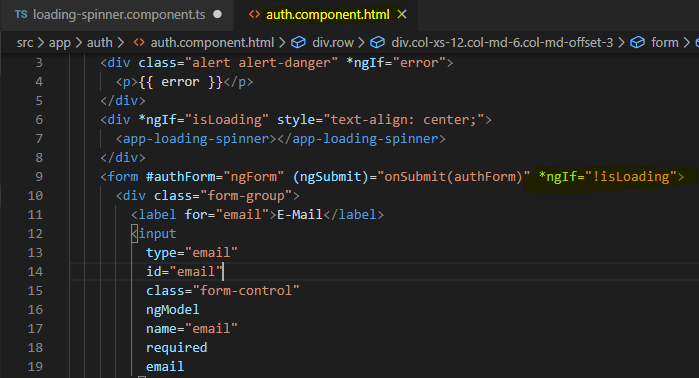 TS loading-spinner.component.ts ● <> auth.component.html ×
src > app > auth > <> auth.component.html > div.row > div.col-xs-12.col-md-6.col-md-offset-3 > form >
3 <div class="alert alert-danger" *ngIf="error">
4 <p>{{ error }}</p>
5 </div>
6 <div *ngIf="isLoading" style="text-align: center;">
7 <app-loading-spinner></app-loading-spinner>
8 </div>
9 <form #authForm="ngForm" (ngSubmit)="onSubmit(authForm)" *ngIf="!isLoading">
10 <div class="form-group">
11 <label for="email">E-Mail</label>
12 <input
13 type="email"
14 id="email"
15 class="form-control"
16 ngModel
17 name="email"
18 required
19 email